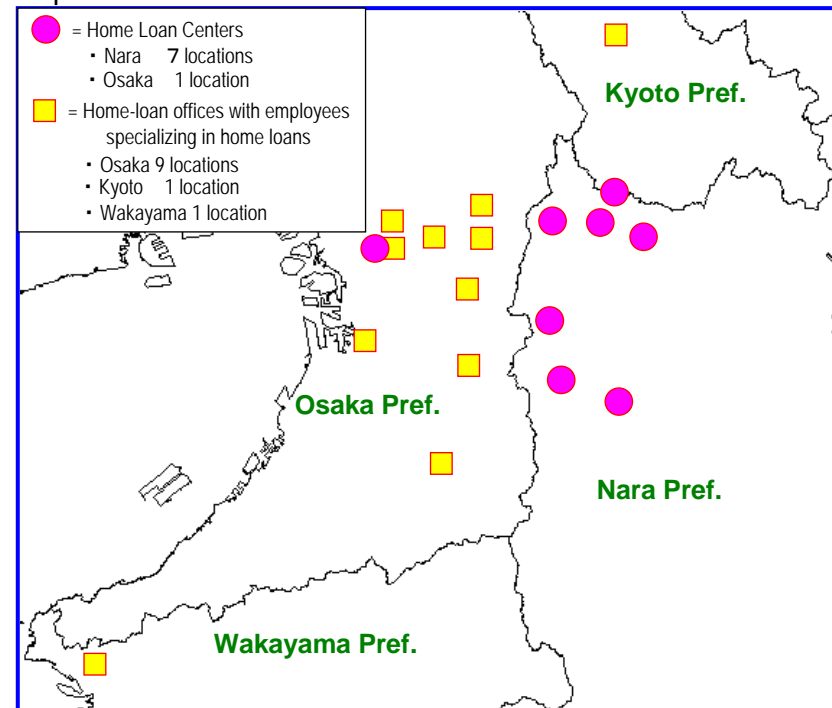 = Home Loan Centers
・ Nara 7 locations
・ Osaka 1 location
= Home-loan offices with employees
specializing in home loans
・ Osaka 9 locations
・ Kyoto 1 location
・ Wakayama 1 location
Kyoto Pref.
Osaka Pref.
Nara Pref.
Wakayama Pref.